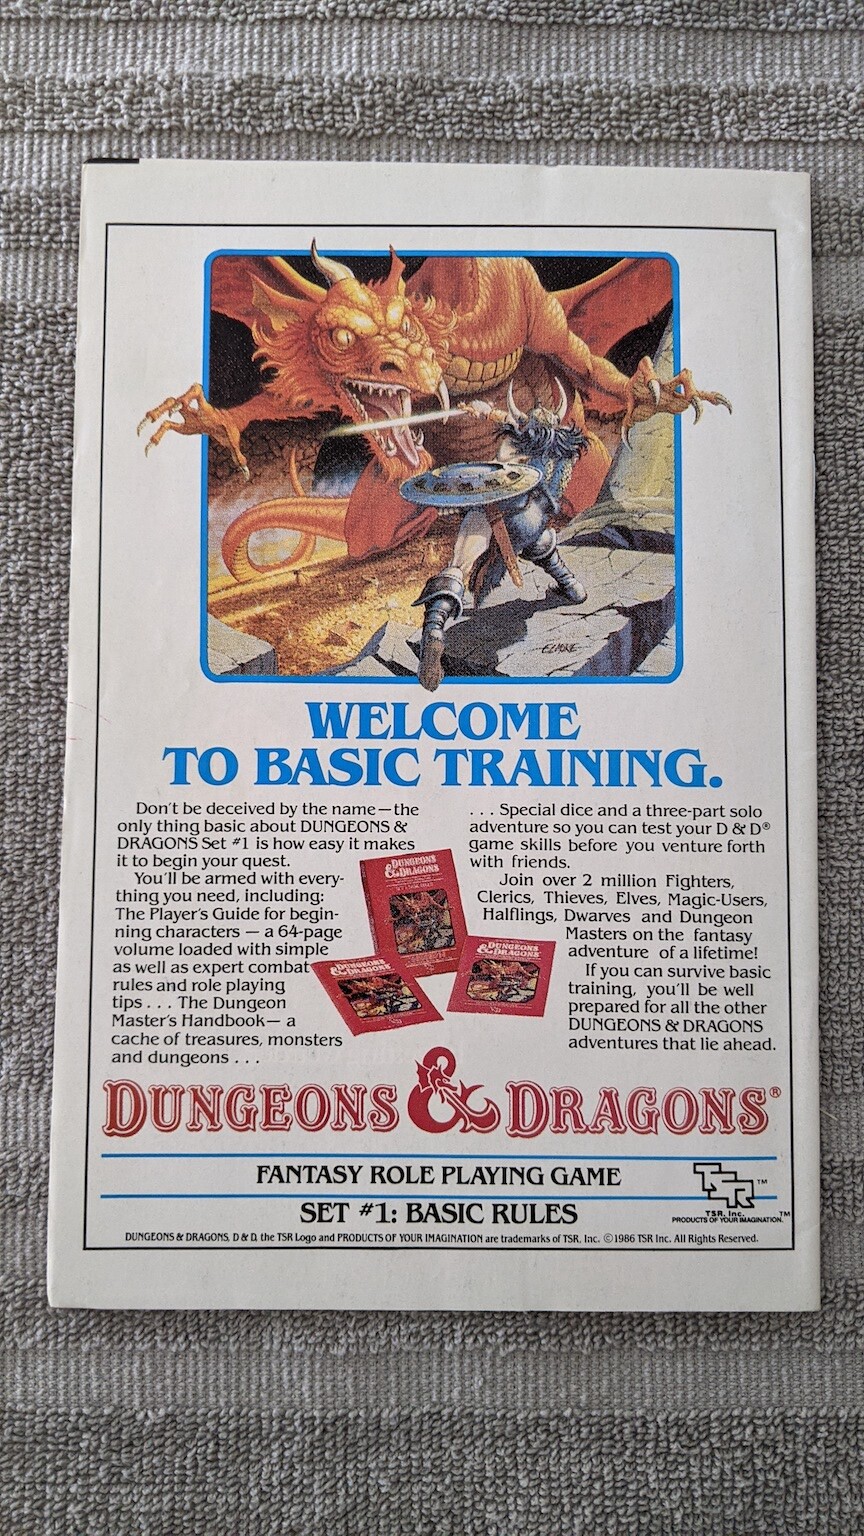 ELMORE
WELCOME
TO BASIC TRAINING.
Don't be deceived by the name—the
only thing basic about DUNGEONS &
DRAGONS Set #1 is how easy it makes
it to begin your quest.
You'll be armed with every-
thing you need, including:
The Player's Guide for begin-
ning characters — a 64-page
volume loaded with simple
as well as expert combat
rules and role playing
tips . . . The Dungeon
Master's Handbook— a
cache of treasures, monsters
and dungeons . . .
DUNGEONS
& DRAGONS
DUNGEONS
& DRAGONS
DUNGEONS
& DRAGONS
. . . Special dice and a three-part solo
adventure so you can test your D & D®
game skills before you venture forth
with friends.
Join over 2 million Fighters,
Clerics, Thieves, Elves, Magic-Users,
Halflings, Dwarves and Dungeon
Masters on the fantasy
adventure of a lifetime!
If you can survive basic
training, you'll be well
prepared for all the other
DUNGEONS & DRAGONS
adventures that lie ahead.
DUNGEONS & DRAGONS®
FANTASY ROLE PLAYING GAME
SET #1: BASIC RULES
TSR™
TSR, Inc.
PRODUCTS OF YOUR IMAGINATION.™
DUNGEONS & DRAGONS, D & D, the TSR Logo and PRODUCTS OF YOUR IMAGINATION are trademarks of TSR, Inc. ©1986 TSR Inc. All Rights Reserved.